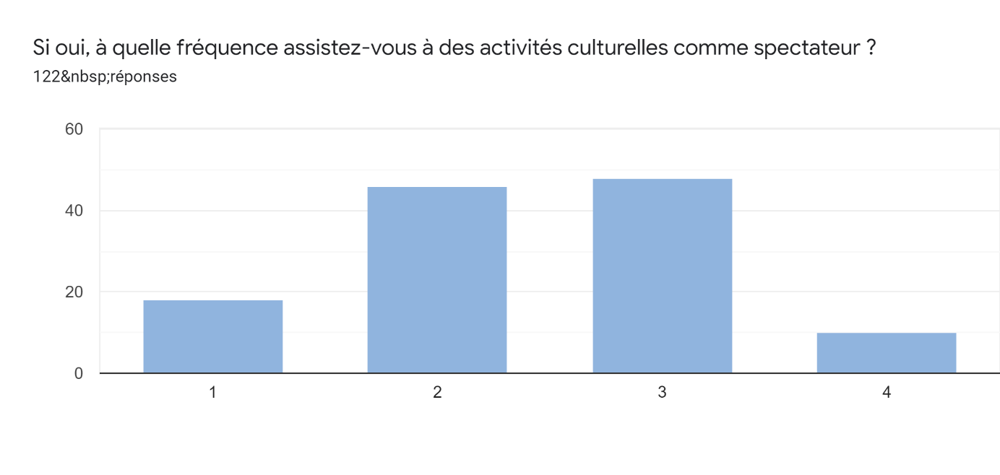 Si oui, à quelle fréquence assistez-vous à des activités culturelles comme spectateur ?
122&nbsp;réponses
60
40
20
0
1 2 3 4